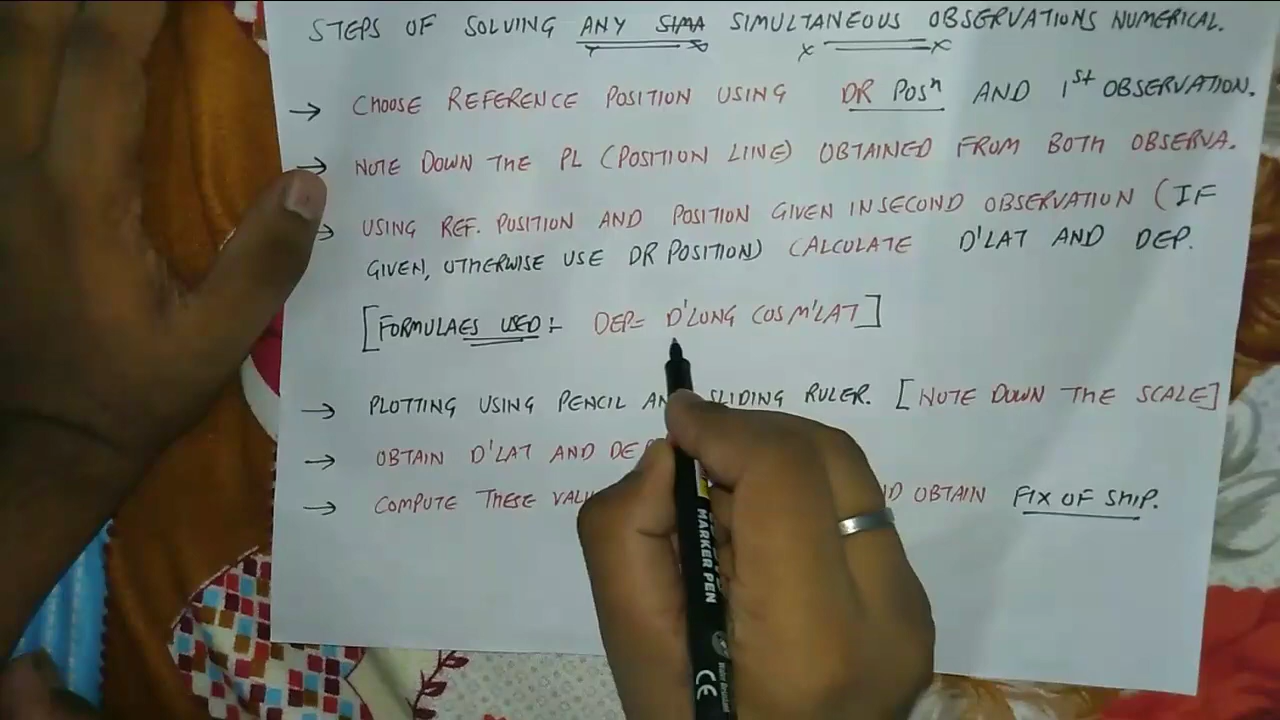 STEPS OF SOLVING ANY SIMA SIMULTANEOUS OBSERVATIONS NUMERICAL.
→ CHOOSE REFERENCE POSITION USING DR POSⁿ AND 1st OBSERVATION.
→ NOTE DOWN THE PL (POSITION LINE) OBTAINED FROM BOTH OBSERVA.
→ USING REF. POSITION AND POSITION GIVEN IN SECOND OBSERVATION (IF
GIVEN, OTHERWISE USE DR POSITION) CALCULATE D'LAT AND DEP.
[FORMULAES USED :- DEP= D'LONG COS M'LAT]
→ PLOTTING USING PENCIL AN SLIDING RULER. [NOTE DOWN THE SCALE]
→ OBTAIN D'LAT AND DE
→ COMPUTE THESE VALU D OBTAIN FIX OF SHIP.
MARKER PEN
CE